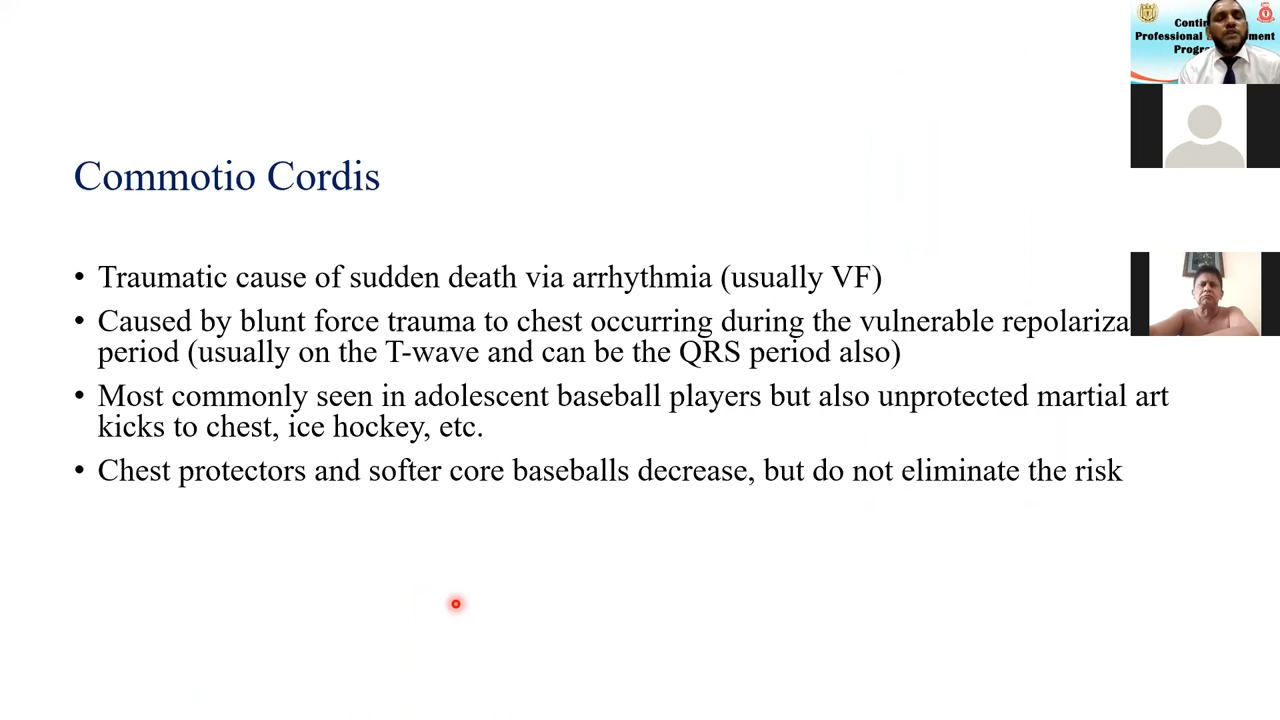 Commotio Cordis
• Traumatic cause of sudden death via arrhythmia (usually VF)
• Caused by blunt force trauma to chest occurring during the vulnerable
period (usually on the T-wave and can be the QRS period also)
• Most commonly seen in adolescent baseball players but also unprotected martial art
kicks to chest, ice hockey, etc.
• Chest protectors and softer core baseballs decrease, but do not eliminate the risk
Professional